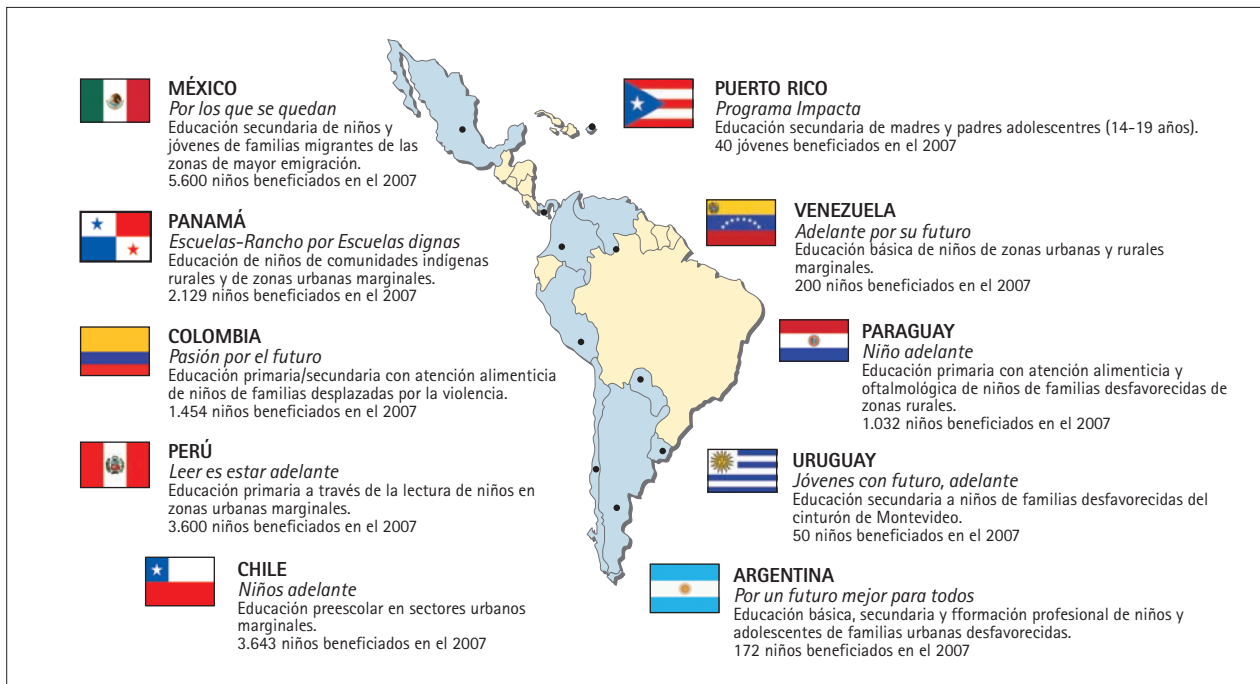 MÉXICO
Por los que se quedan
Educación secundaria de niños y
jóvenes de familias migrantes de las
zonas de mayor emigración.
5.600 niños beneficiados en el 2007
PANAMÁ
Escuelas-Rancho por Escuelas dignas
Educación de niños de comunidades indígenas
rurales y de zonas urbanas marginales.
2.129 niños beneficiados en el 2007
COLOMBIA
Pasión por el futuro
Educación primaria/secundaria con atención alimenticia
de niños de familias desplazadas por la violencia.
1.454 niños beneficiados en el 2007
PERÚ
Leer es estar adelante
Educación primaria a través de la lectura de niños en
zonas urbanas marginales.
3.600 niños beneficiados en el 2007
CHILE
Niños adelante
Educación preescolar en sectores urbanos
marginales.
3.643 niños beneficiados en el 2007
PUERTO RICO
Programa Impacta
Educación secundaria de madres y padres adolescentres (14-19 años).
40 jóvenes beneficiados en el 2007
VENEZUELA
Adelante por su futuro
Educación básica de niños de zonas urbanas y rurales
marginales.
200 niños beneficiados en el 2007
PARAGUAY
Niño adelante
Educación primaria con atención alimenticia y
oftalmológica de niños de familias desfavorecidas de
zonas rurales.
1.032 niños beneficiados en el 2007
URUGUAY
Jóvenes con futuro, adelante
Educación secundaria a niños de familias desfavorecidas del
cinturón de Montevideo.
50 niños beneficiados en el 2007
ARGENTINA
Por un futuro mejor para todos
Educación básica, secundaria y fformación profesional de niños y
adolescentes de familias urbanas desfavorecidas.
172 niños beneficiados en el 2007